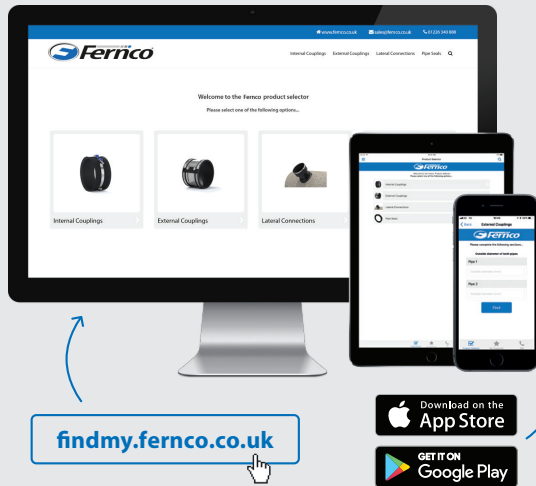 www.fernco.co.uk sales@fernco.co.uk 01226 340 888
Fernco
Internal Couplings External Couplings Lateral Connections Pipe Seals
Welcome to the Fernco product selector
Please select one of the following options...
Internal Couplings
External Couplings
Lateral Connections
Product Selector
Fernco
Internal Couplings
External Couplings
Lateral Connections
Pipe Seals
Back External Couplings
Fernco
Please complete the following sections...
Outside diameter of both pipes
Pipe 1
Pipe 2
findmy.fernco.co.uk
Download on the
App Store
GET IT ON
Google Play